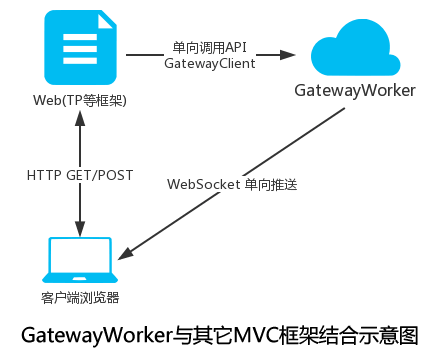 单向调用API
GatewayClient
Web(TP等框架)
GatewayWorker
HTTP GET/POST
WebSocket 单向推送
客户端浏览器
GatewayWorker与其它MVC框架结合示意图